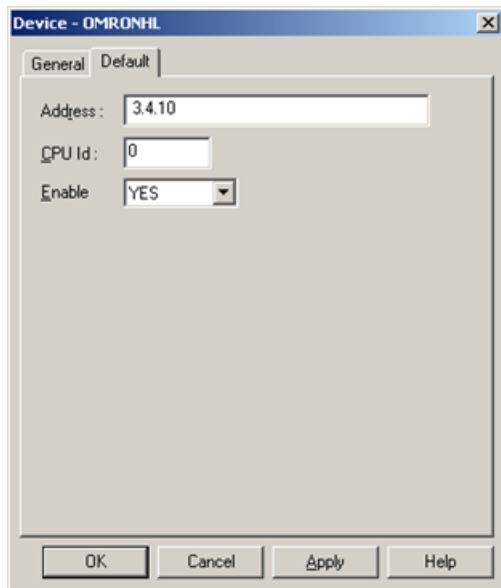 Device - OMRONHL
General Default
Address : 3.4.10
CPU Id : 0
Enable YES
OK Cancel Apply Help